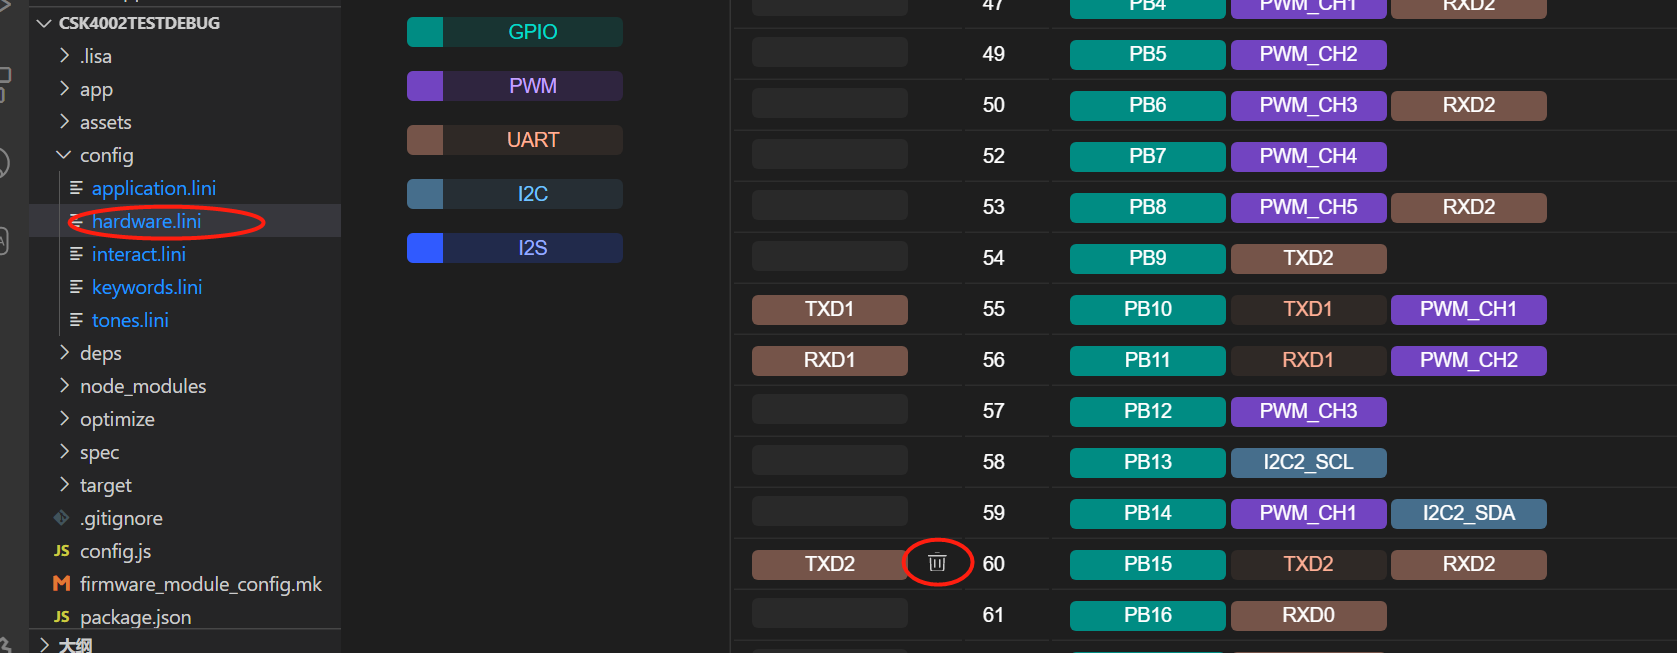 CSK4002TESTDEBUG
.lisa
app
assets
config
application.lini
hardware.lini
interact.lini
keywords.lini
tones.lini
deps
node_modules
optimize
spec
target
.gitignore
JS config.js
firmware_module_config.mk
JS package.json
大纲
GPIO
PWM
UART
I2C
I2S
47 PB4 PWM_CH1 RXD2
49 PB5 PWM_CH2
50 PB6 PWM_CH3 RXD2
52 PB7 PWM_CH4
53 PB8 PWM_CH5 RXD2
54 PB9 TXD2
TXD1 55 PB10 TXD1 PWM_CH1
RXD1 56 PB11 RXD1 PWM_CH2
57 PB12 PWM_CH3
58 PB13 I2C2_SCL
59 PB14 PWM_CH1 I2C2_SDA
TXD2 60 PB15 TXD2 RXD2
61 PB16 RXD0